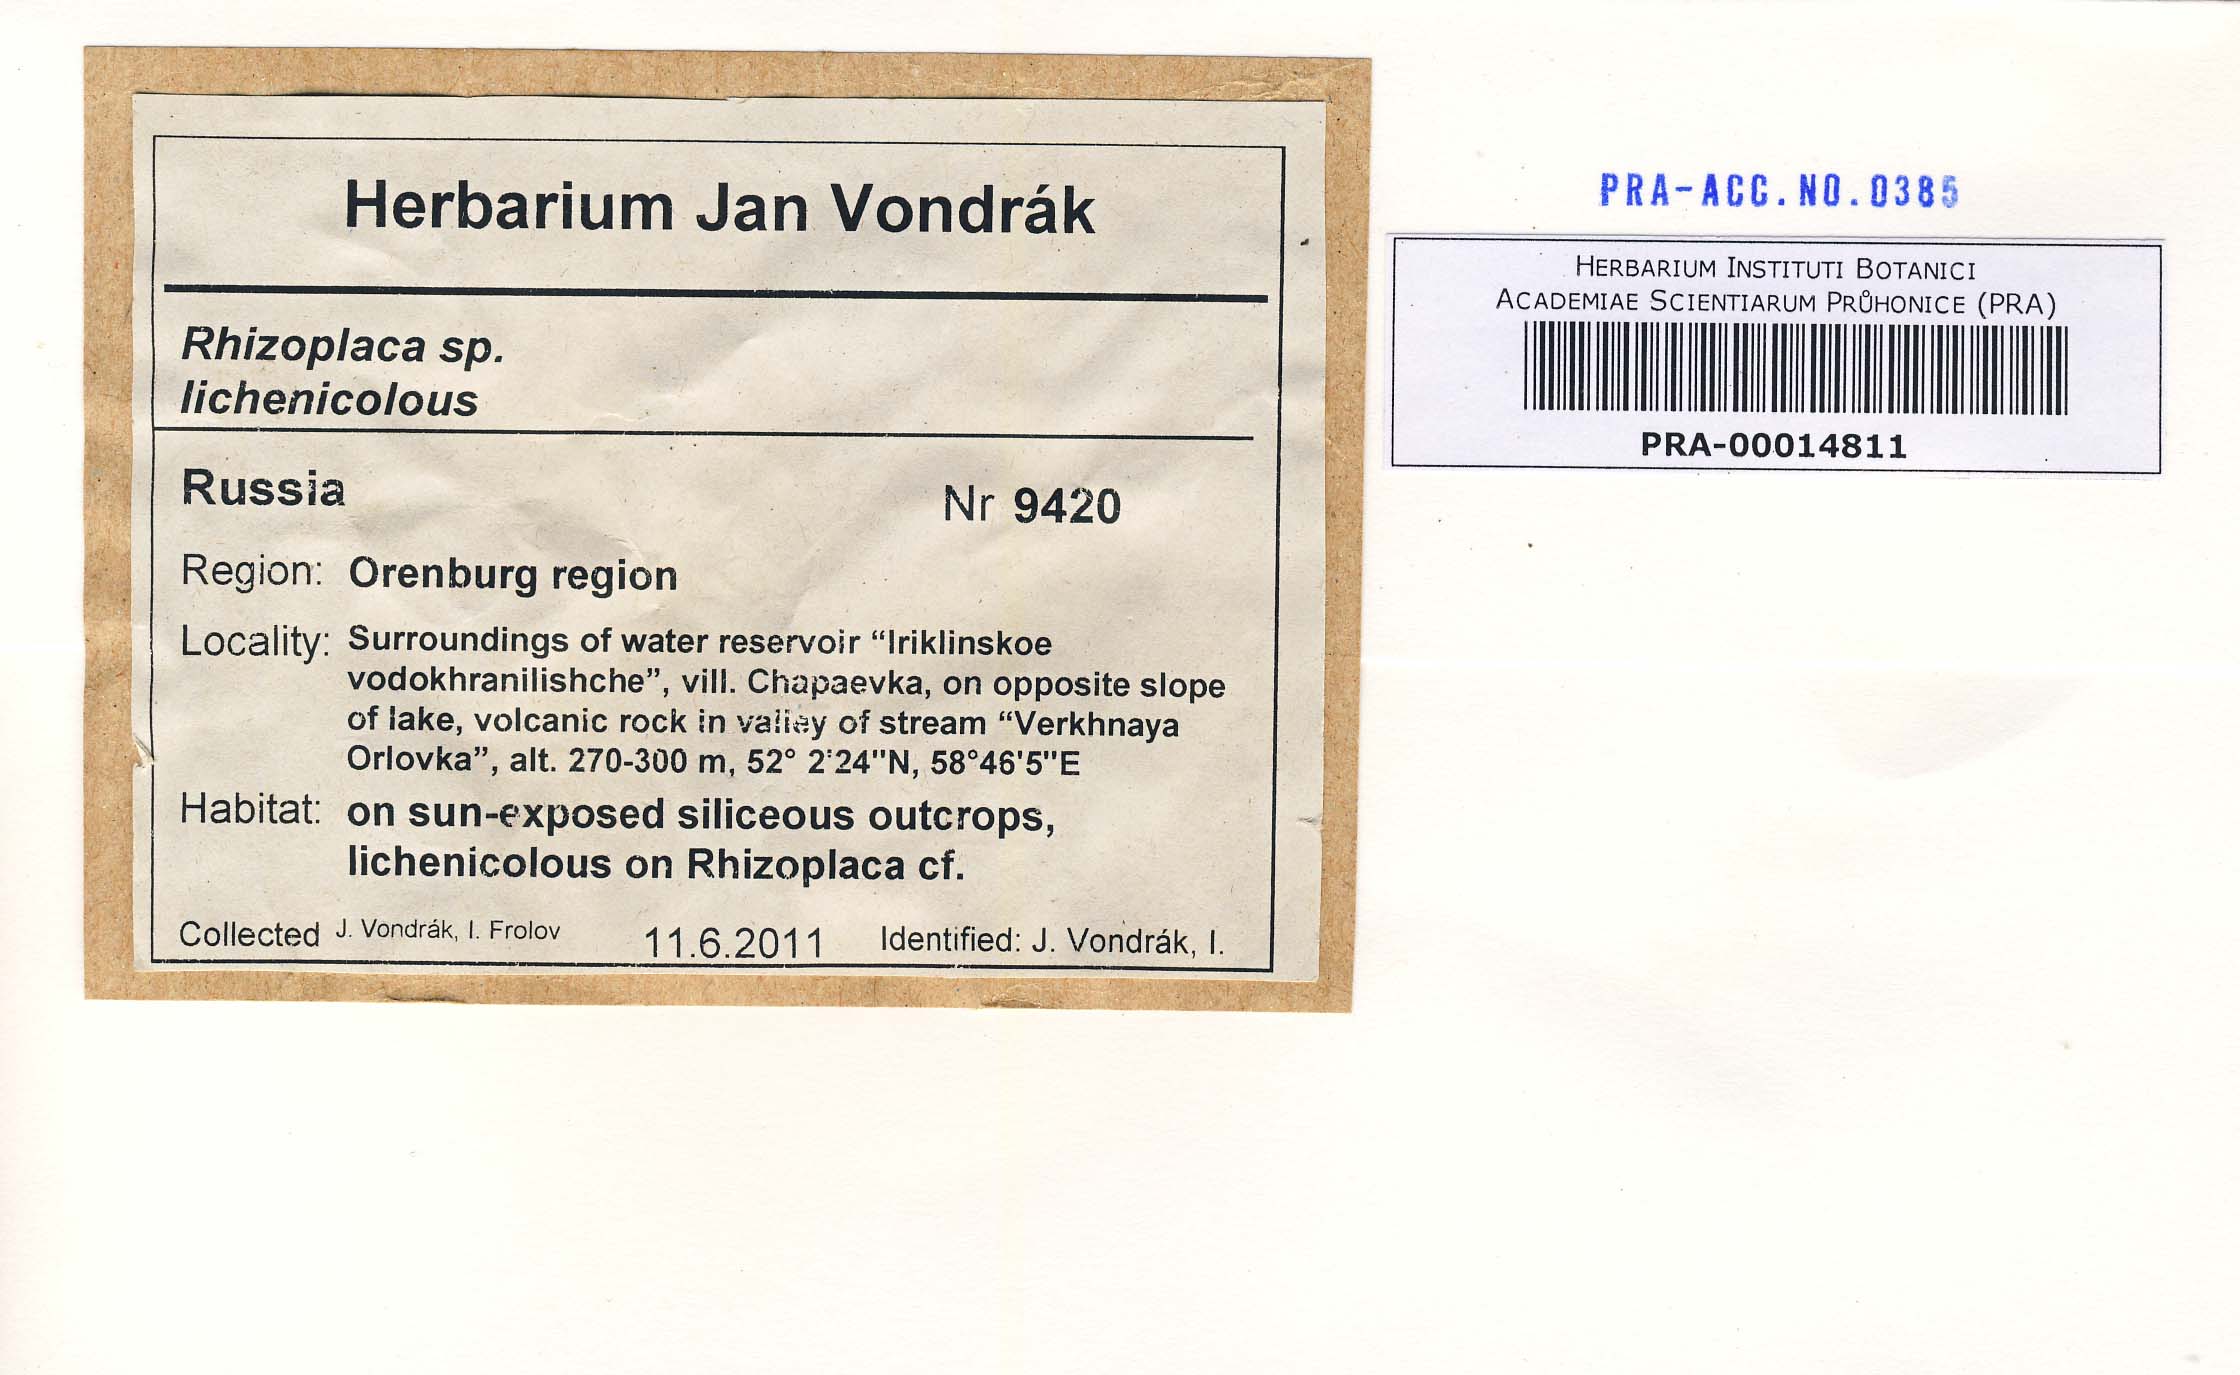 Herbarium Jan Vondrák
Rhizoplaca sp.
lichenicolous
Russia
Nr 9420
Region: Orenburg region
Locality: Surroundings of water reservoir “Iriklinskoe
vodokhranilishche”, vill. Chapaevka, on opposite slope
of lake, volcanic rock in valley of stream “Verkhnaya
Orlovka”, alt. 270-300 m, 52° 2'24"N, 58°46'5"E
Habitat: on sun-exposed siliceous outcrops,
lichenicolous on Rhizoplaca cf.
Collected J. Vondrák, I. Frolov 11.6.2011 Identified: J. Vondrák, I.
PRA-ACC.NO.0385
HERBARIUM INSTITUTI BOTANICI
ACADEMIAE SCIENTIARUM PRŮHONICE (PRA)
PRA-00014811